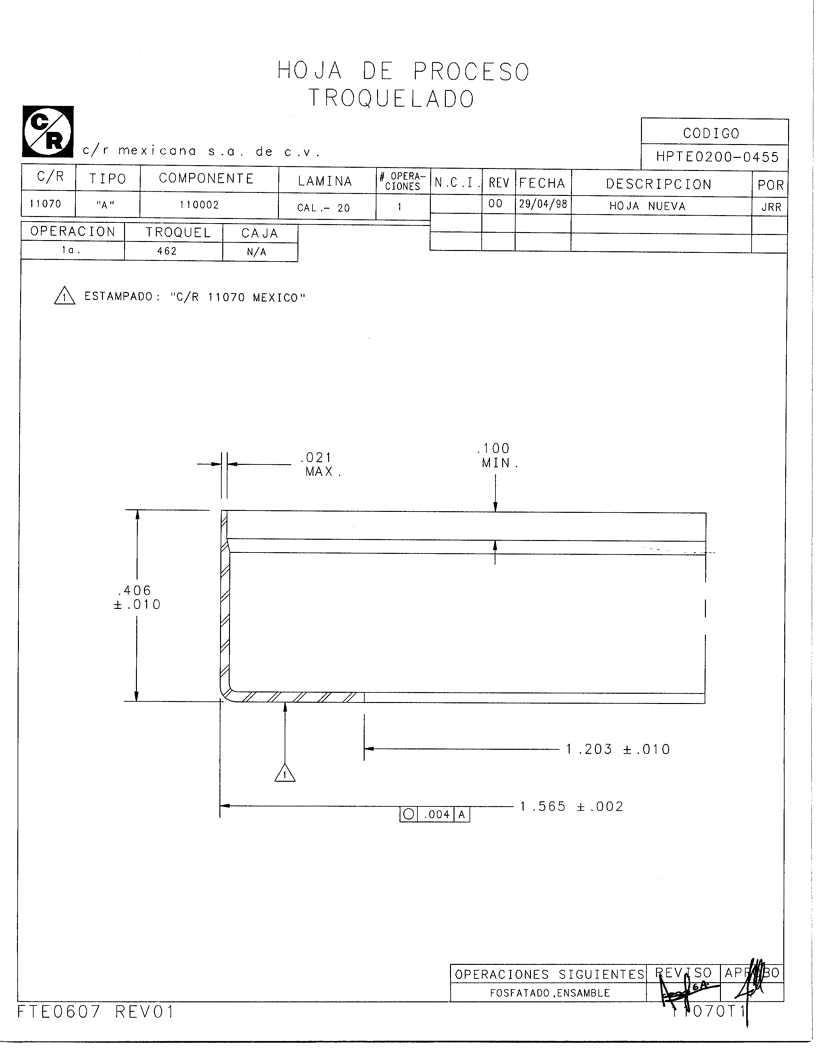 HOJA DE PROCESO
TROQUELADO
C/R
c/r mexicana s.a. de c.v.
CODIGO
HPTE0200-0455
C/R TIPO COMPONENTE LAMINA # OPERA-CIONES N.C.I. REV FECHA DESCRIPCION POR
11070 "A" 110002 CAL.- 20 1 00 29/04/98 HOJA NUEVA JRR
OPERACION TROQUEL CAJA
1a. 462 N/A
1 ESTAMPADO: "C/R 11070 MEXICO"
.021
MAX.
.100
MIN.
.406
±.010
1.203 ±.010
1
1.565 ±.002
.004 A
OPERACIONES SIGUIENTES REVISO
FOSFATADO,ENSAMBLE
FTE0607 REV01
11070T1